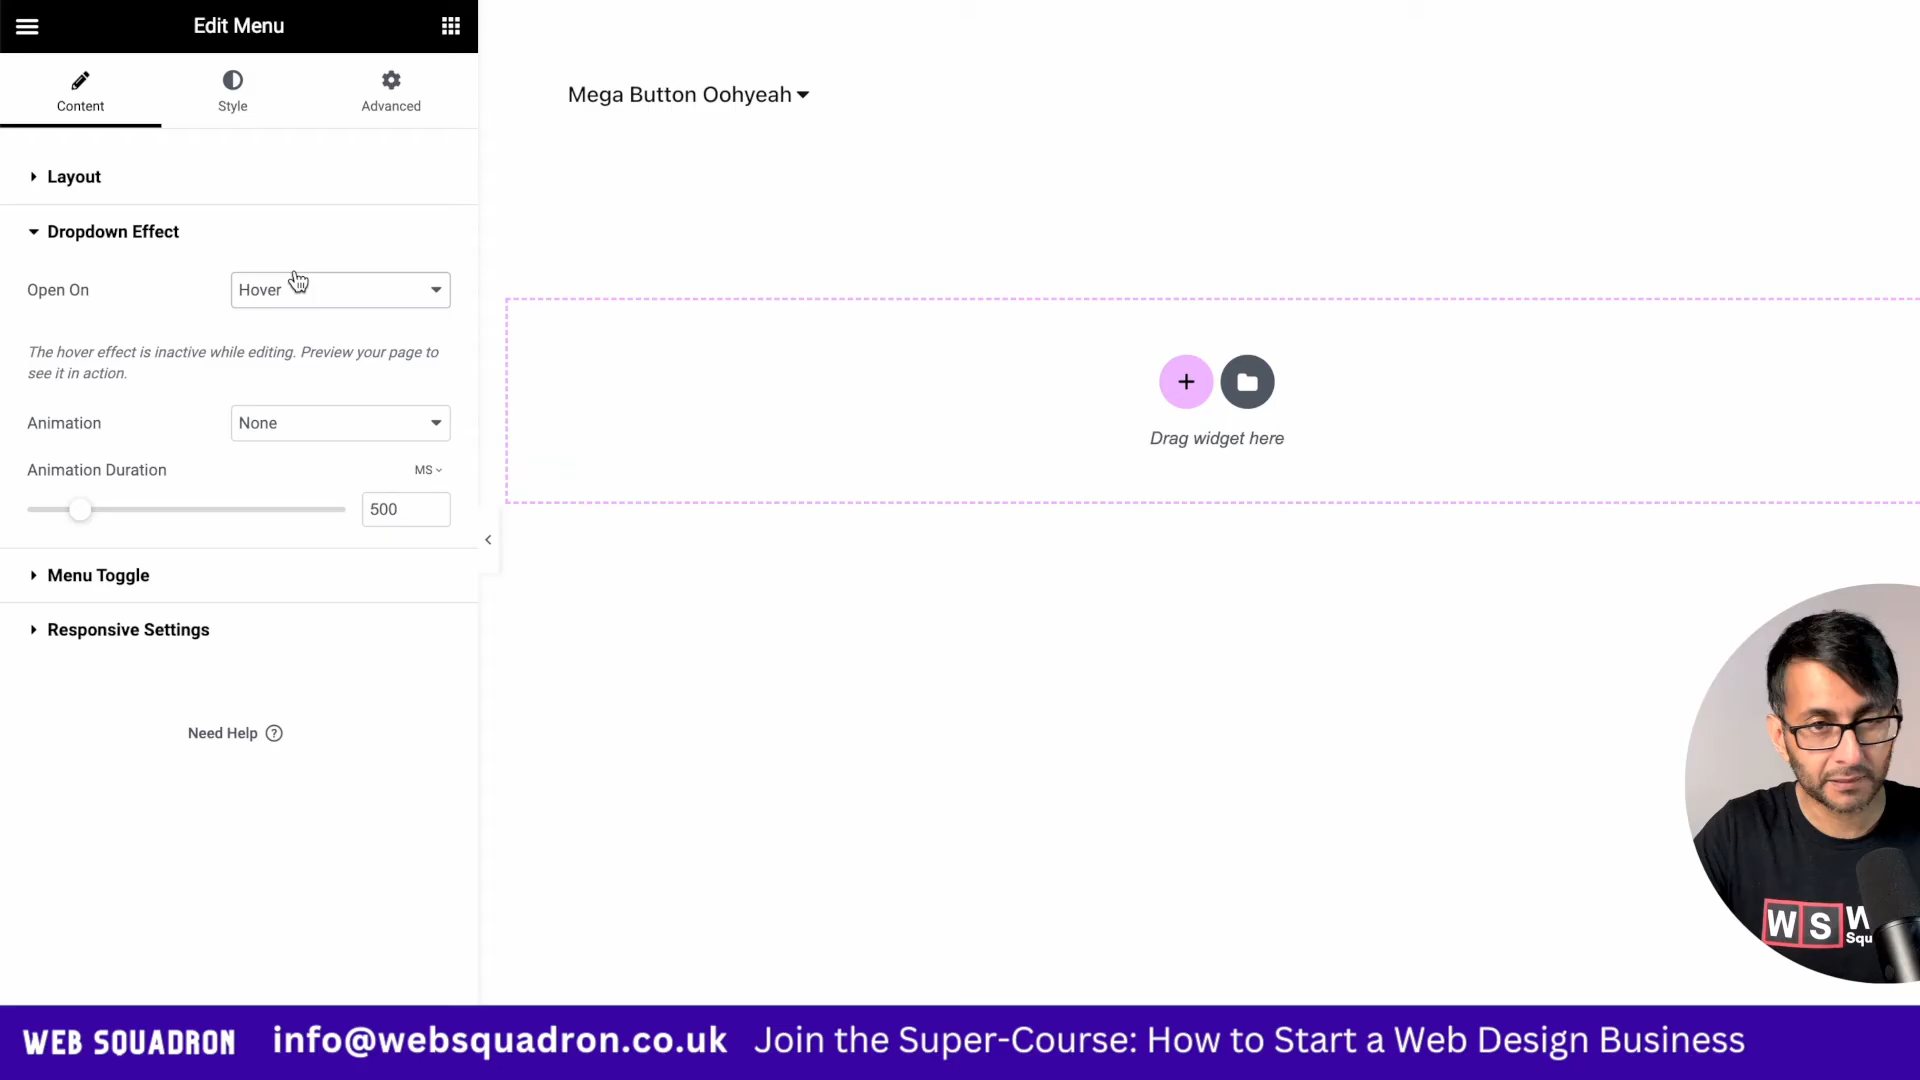 Edit Menu
Content
Style
Advanced
Mega Button Oohyeah
Layout
Dropdown Effect
Open On
Hover
The hover effect is inactive while editing. Preview your page to
see it in action.
Animation
None
Animation Duration
MS
500
Drag widget here
Menu Toggle
Responsive Settings
Need Help
WS W
Squ
WEB SQUADRON info@websquadron.co.uk Join the Super-Course: How to Start a Web Design Business